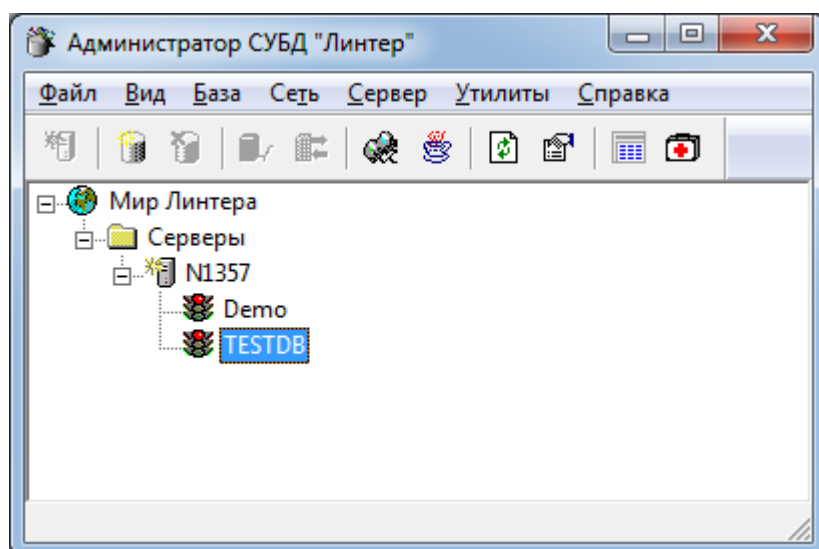 Администратор СУБД "Линтер"
Файл Вид База Сеть Сервер Утилиты Справка
Мир Линтера
Серверы
N1357
Demo
TESTDB